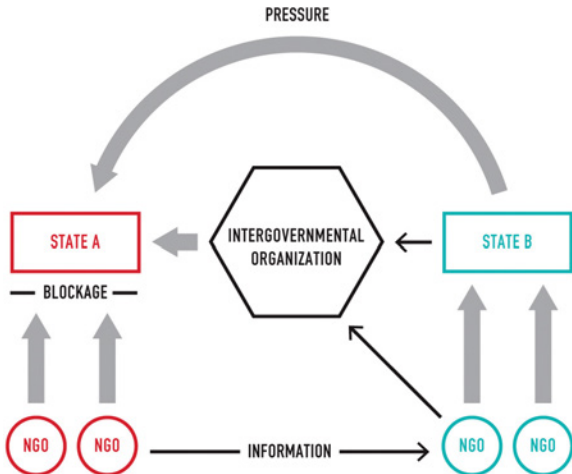 PRESSURE
STATE A
INTERGOVERNMENTAL
ORGANIZATION
STATE B
BLOCKAGE
NGO
NGO
INFORMATION
NGO
NGO